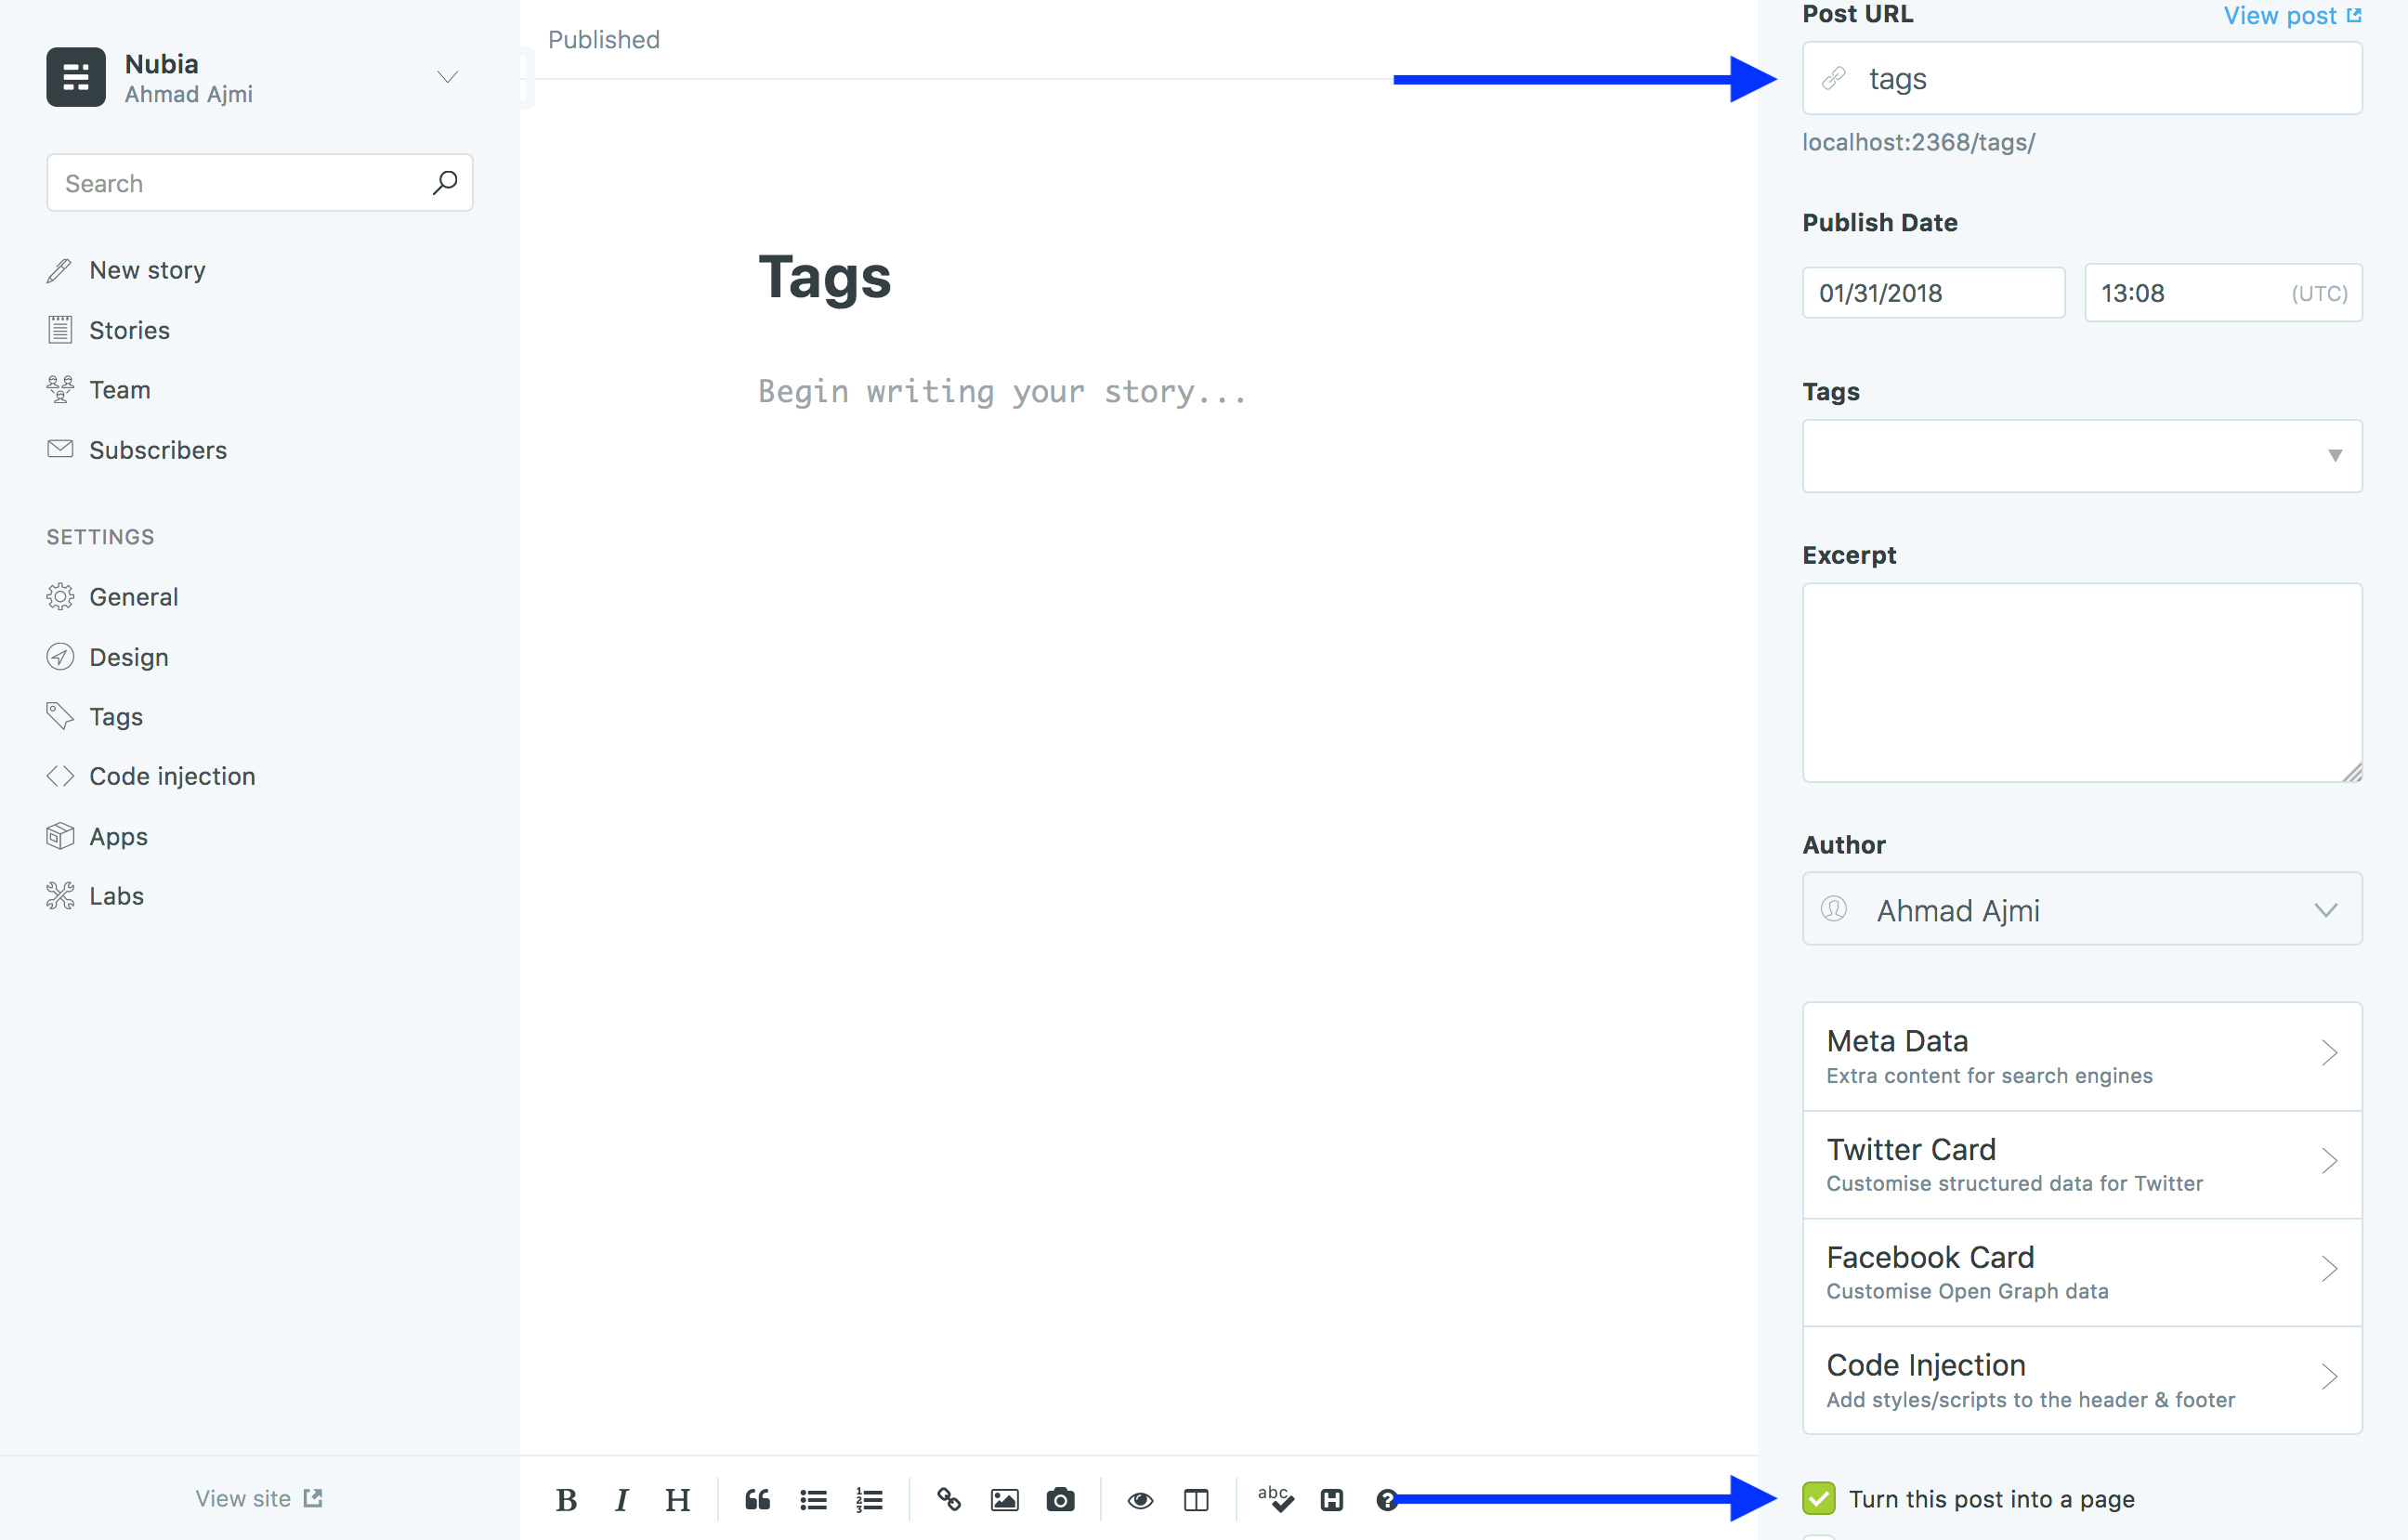 Nubia
Ahmad Ajmi
Search
New story
Stories
Team
Subscribers
SETTINGS
General
Design
Tags
Code injection
Apps
Labs
View site
Published
Tags
Begin writing your story...
B I H
abc
Post URL
View post
tags
localhost:2368/tags/
Publish Date
01/31/2018
13:08 (UTC)
Tags
Excerpt
Author
Ahmad Ajmi
Meta Data
Extra content for search engines
Twitter Card
Customise structured data for Twitter
Facebook Card
Customise Open Graph data
Code Injection
Add styles/scripts to the header & footer
Turn this post into a page